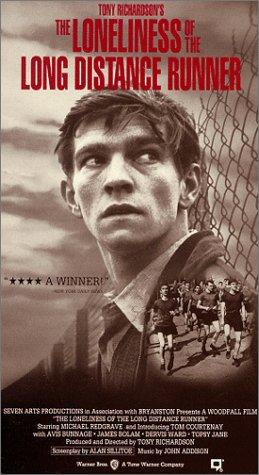 TONY RICHARDSON'S
THE LONELINESS OF THE
LONG DISTANCE RUNNER
"★★★★ A WINNER!"
-NEW YORK DAILY NEWS
SEVEN ARTS PRODUCTIONS in Association with BRYANSTON Presents A WOODFALL FILM
"THE LONELINESS OF THE LONG DISTANCE RUNNER"
Starring MICHAEL REDGRAVE and Introducing TOM COURTENAY
with AVIS BUNNAGE • JAMES BOLAM • DERVIS WARD • TOPSY JANE
Produced and Directed by TONY RICHARDSON
Screenplay by ALAN SILLITOE Music by JOHN ADDISON
Warner Bros. A Time Warner Company